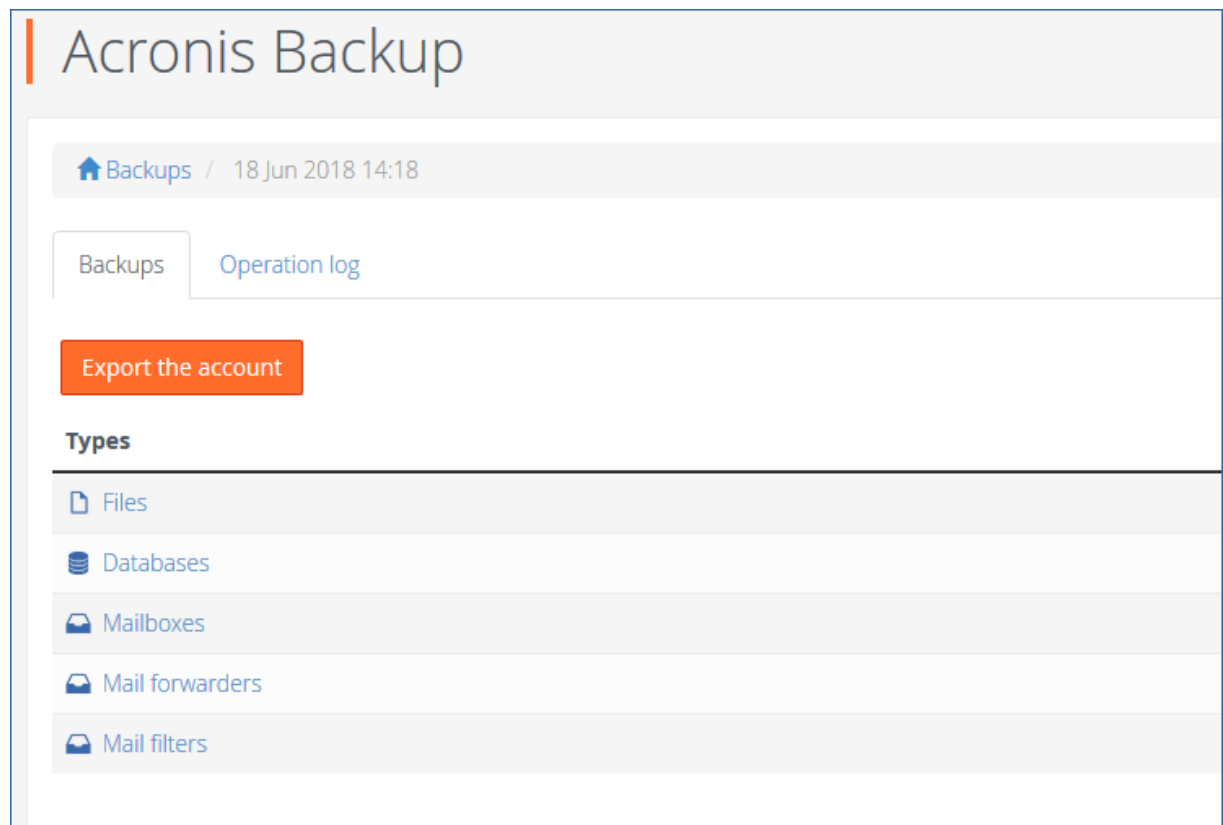 Acronis Backup
Backups / 18 Jun 2018 14:18
Backups
Operation log
Export the account
Types
Files
Databases
Mailboxes
Mail forwarders
Mail filters